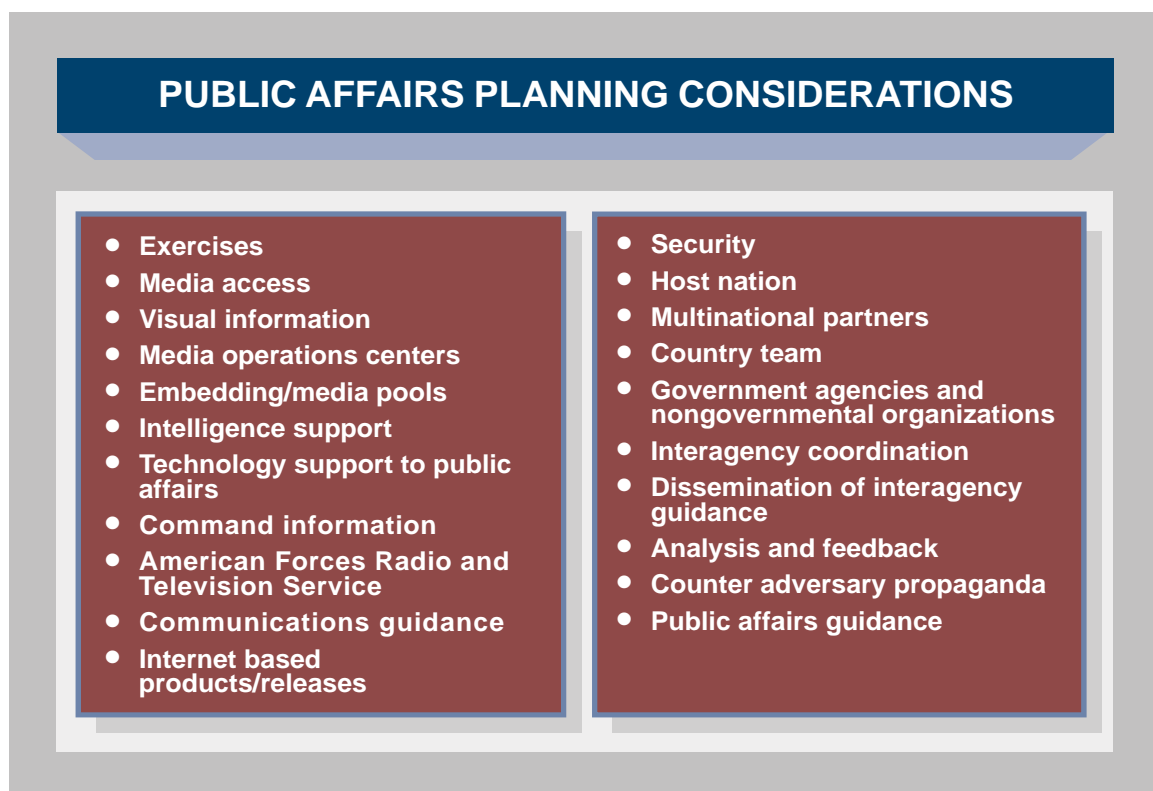 PUBLIC AFFAIRS PLANNING CONSIDERATIONS
• Exercises
• Media access
• Visual information
• Media operations centers
• Embedding/media pools
• Intelligence support
• Technology support to public
affairs
• Command information
• American Forces Radio and
Television Service
• Communications guidance
• Internet based
products/releases
• Security
• Host nation
• Multinational partners
• Country team
• Government agencies and
nongovernmental organizations
• Interagency coordination
• Dissemination of interagency
guidance
• Analysis and feedback
• Counter adversary propaganda
• Public affairs guidance